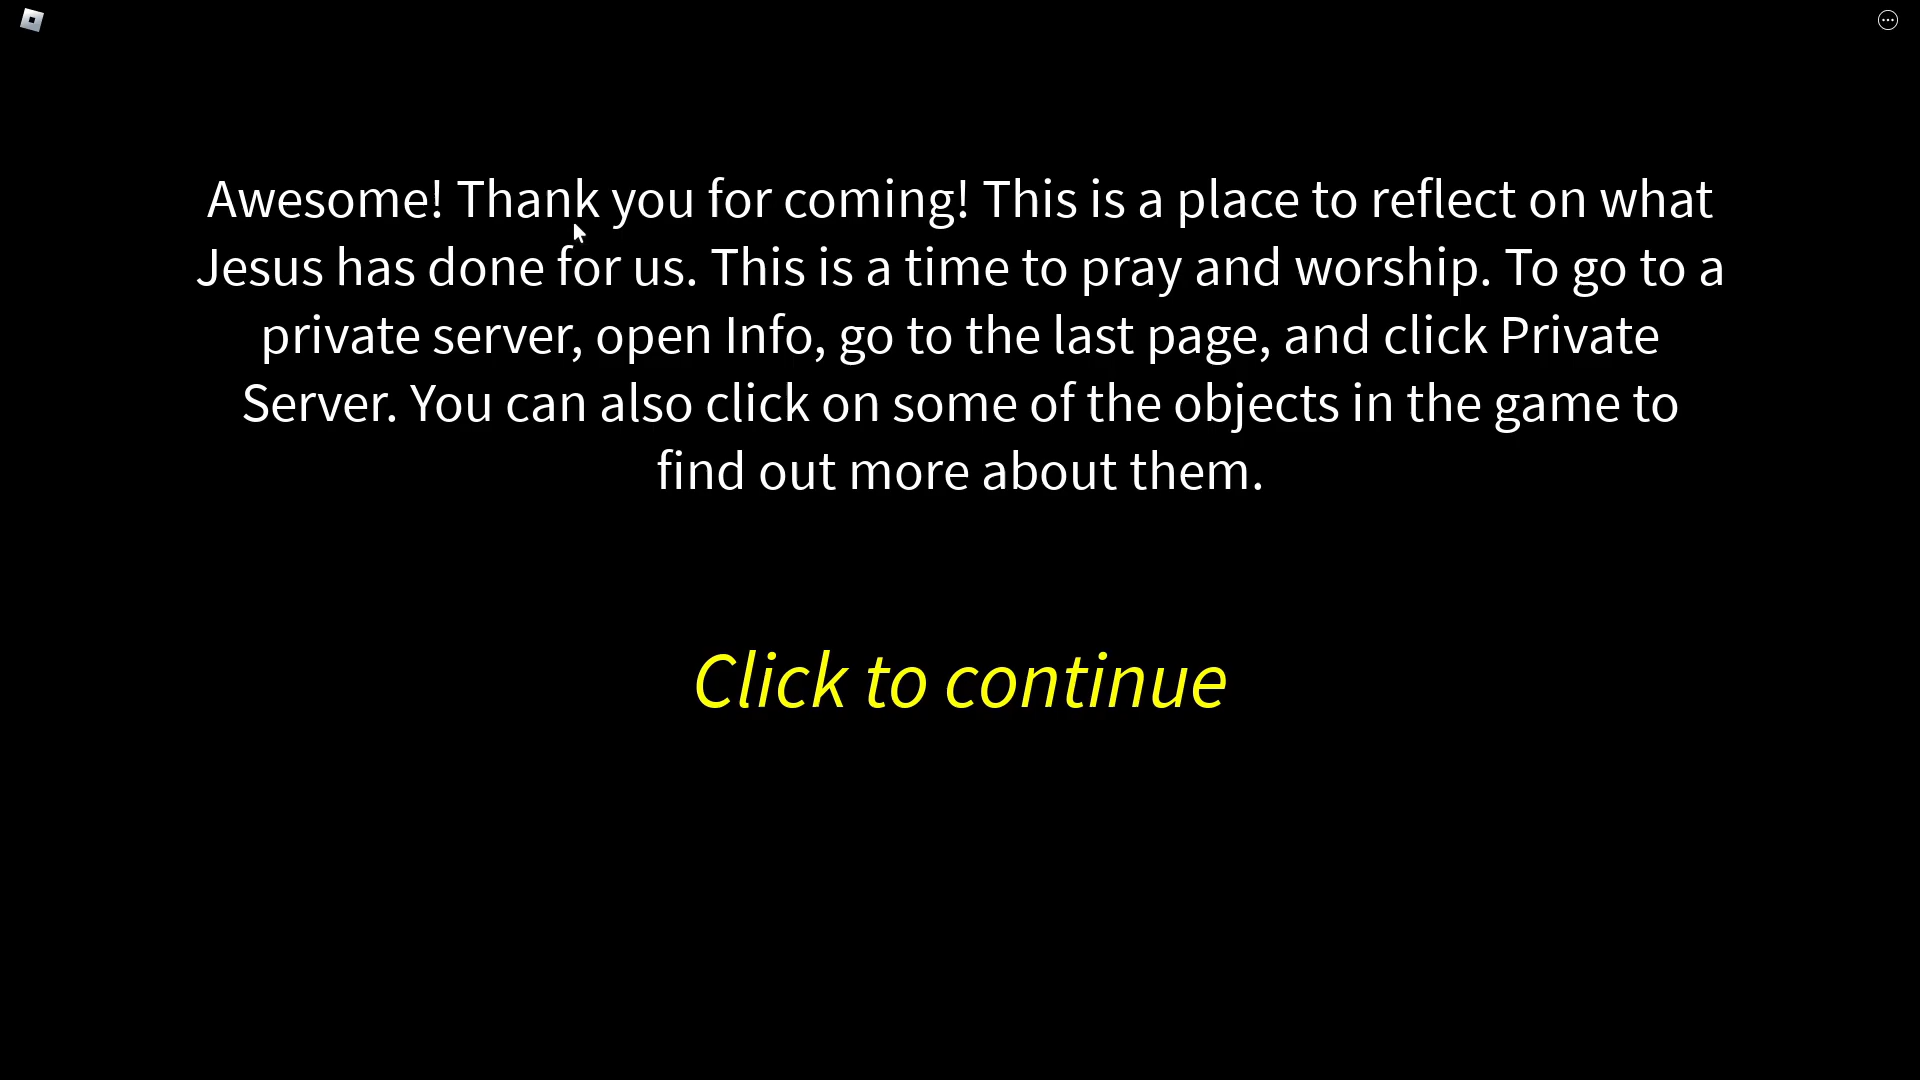 Awesome! Thank you for coming! This is a place to reflect on what
Jesus has done for us. This is a time to pray and worship. To go to a
private server, open Info, go to the last page, and click Private
Server. You can also click on some of the objects in the game to
find out more about them.
Click to continue